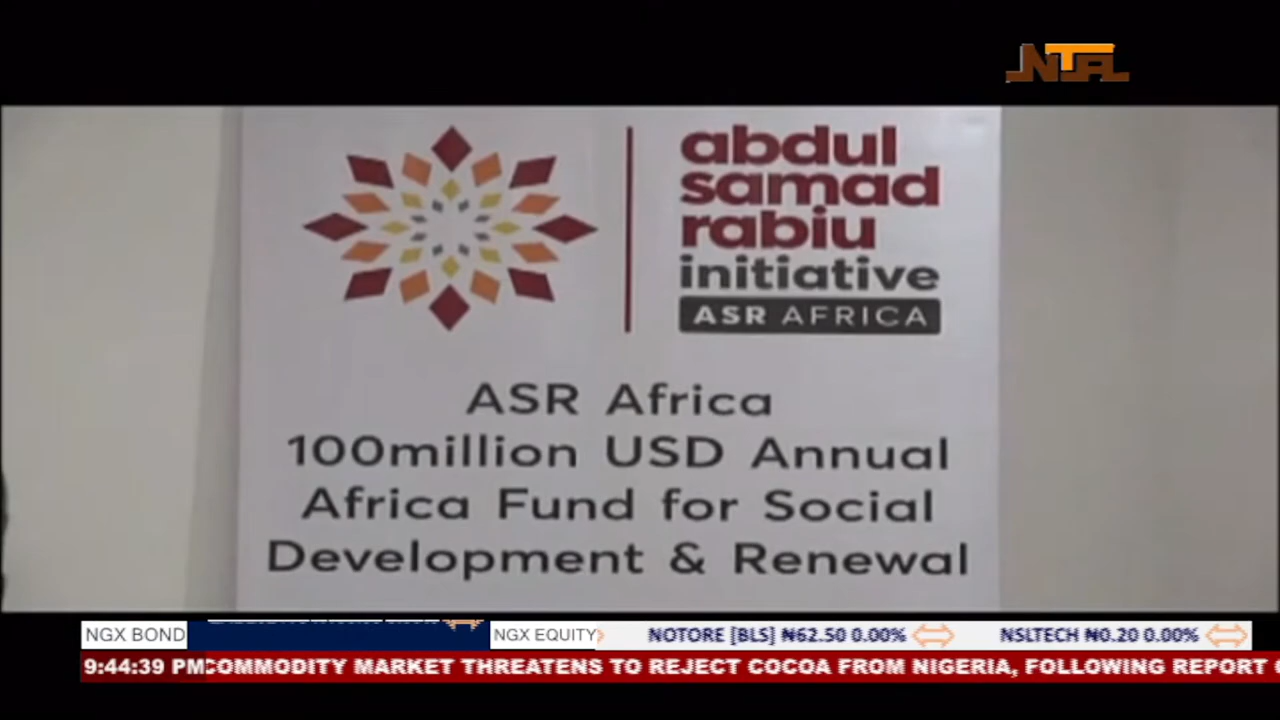 NTA
abdul
samad
rabiu
initiative
ASR AFRICA
ASR Africa
100million USD Annual
Africa Fund for Social
Development & Renewal
NGX BOND
NGX EQUITY
NOTORE [BLS] ₦62.50 0.00%
NSLTECH ₦0.20 0.00%
9:44:39 PM
COMMODITY MARKET THREATENS TO REJECT COCOA FROM NIGERIA, FOLLOWING REPORT